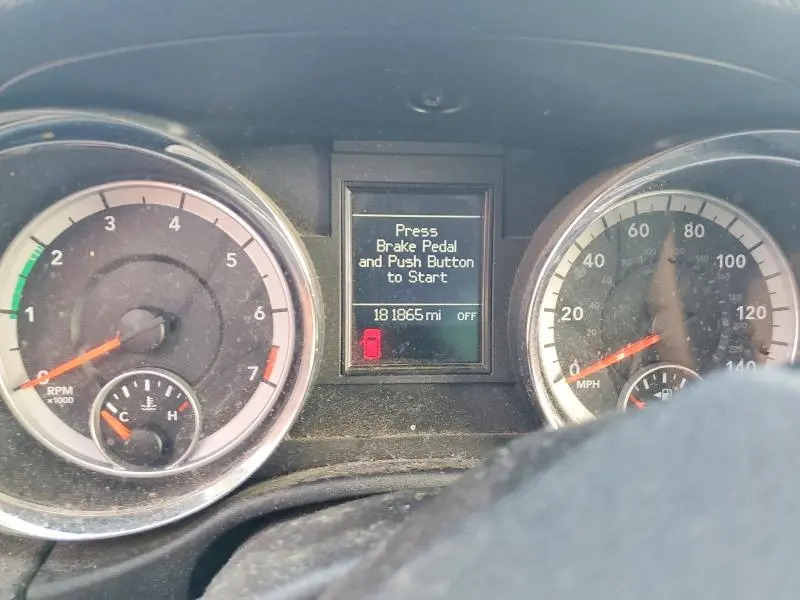 Press
Brake Pedal
and Push Button
to Start
181865 mi OFF
0 1 2 3 4 5 6 7
RPM
x1000
C H
0 20 40 60 80 100 120 140
MPH